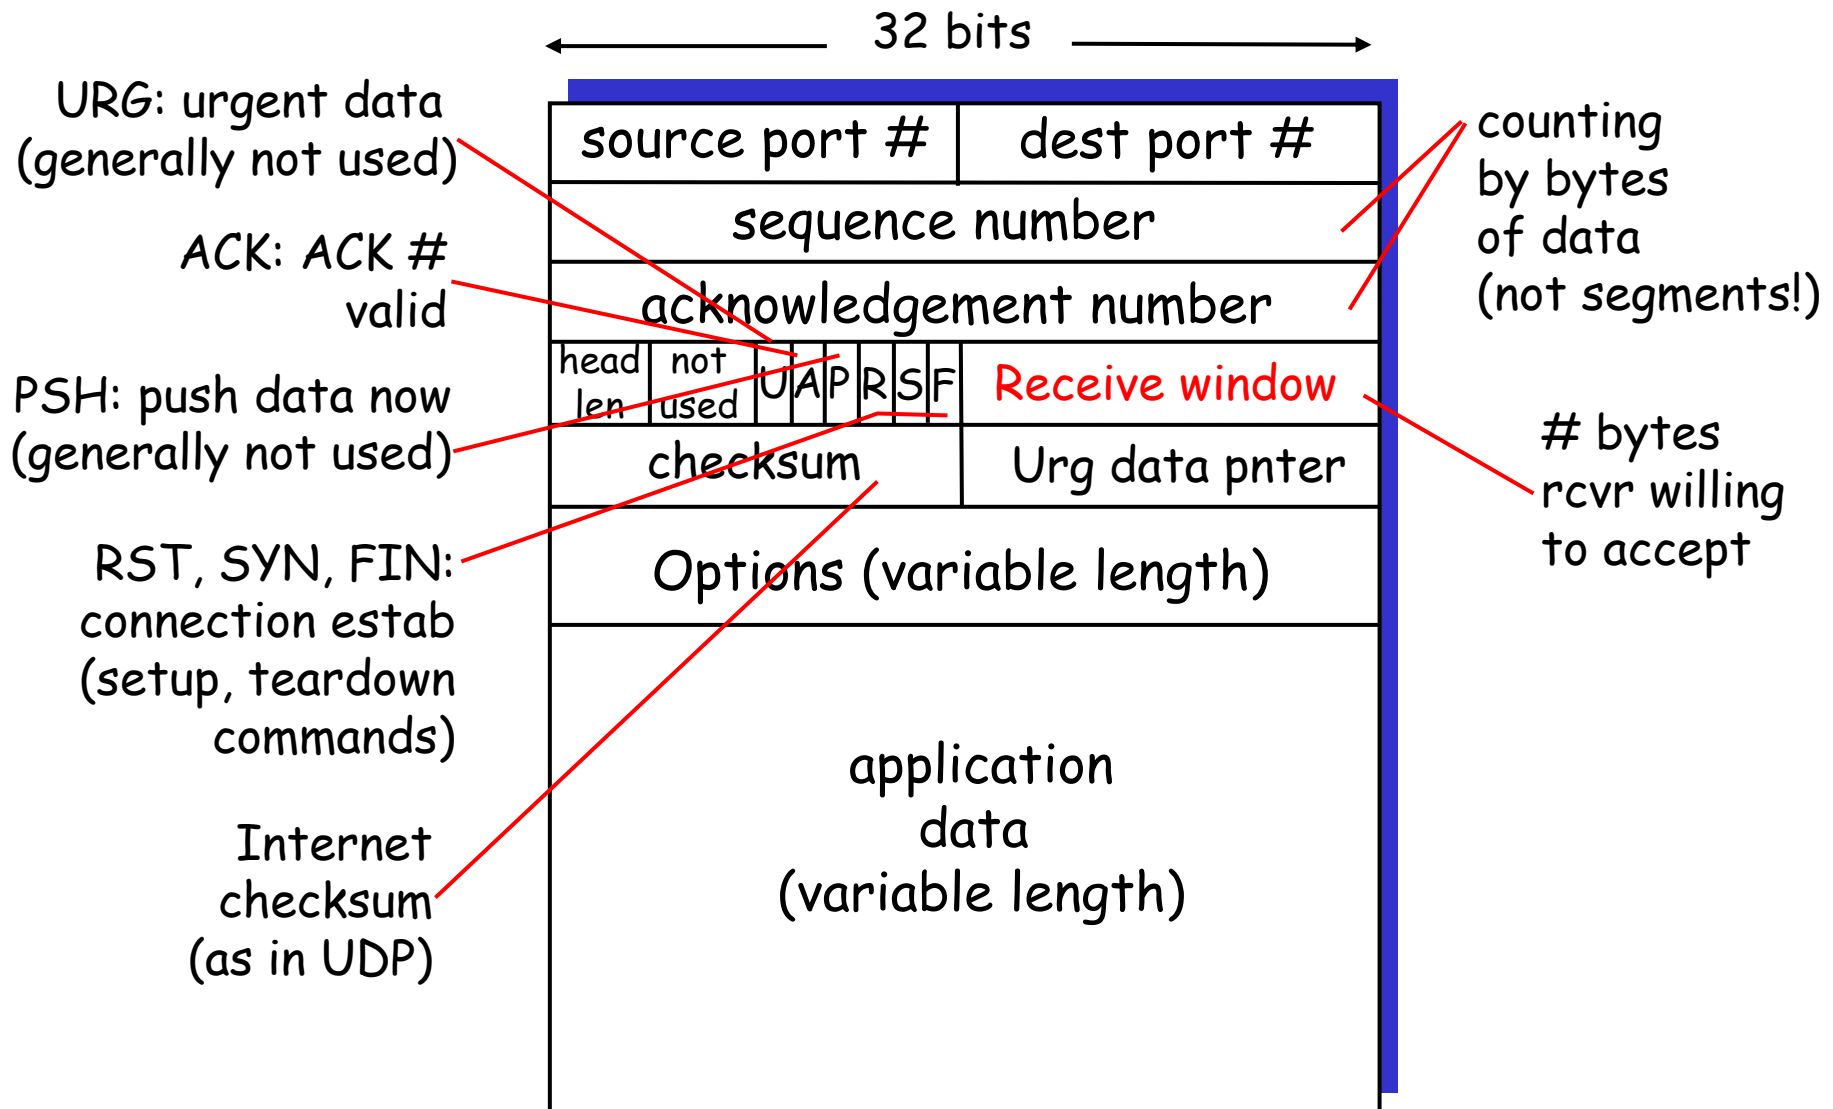 32 bits
URG: urgent data
(generally not used)
ACK: ACK #
valid
PSH: push data now
(generally not used)
RST, SYN, FIN:
connection estab
(setup, teardown
commands)
Internet
checksum
(as in UDP)
source port #
dest port #
sequence number
acknowledgement number
head
len
not
used
U
A
P
R
S
F
Receive window
checksum
Urg data pnter
Options (variable length)
application
data
(variable length)
counting
by bytes
of data
(not segments!)
# bytes
rcvr willing
to accept